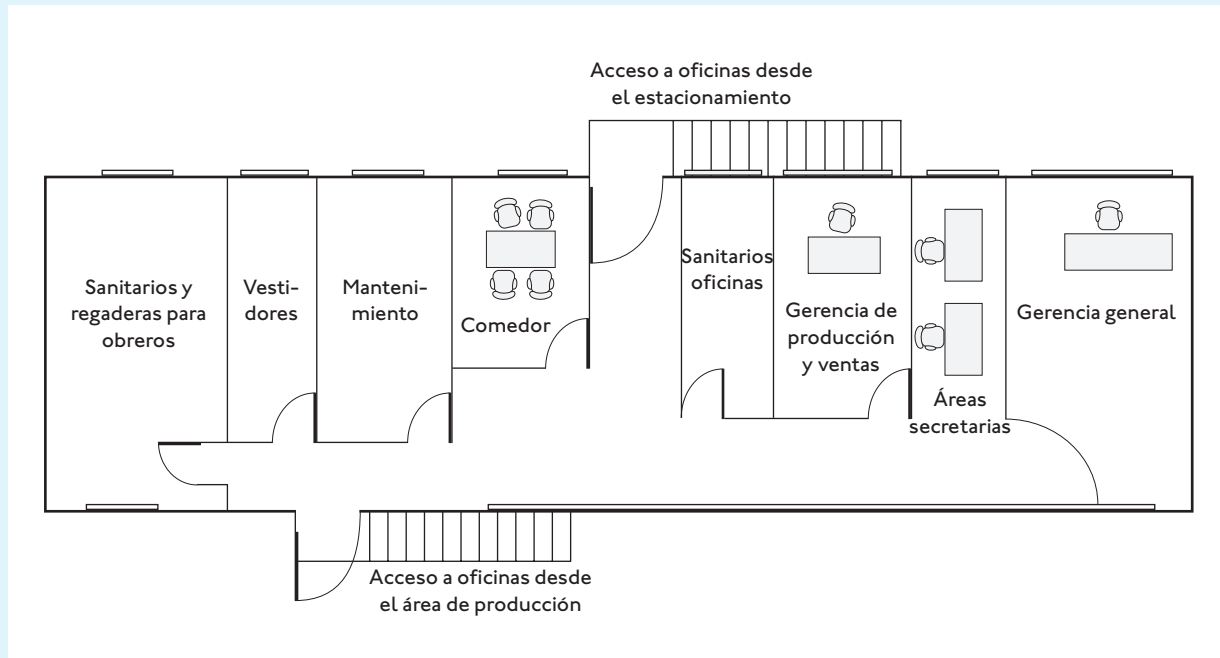 Acceso a oficinas desde
el estacionamiento
Sanitarios y
regaderas para
obreros
Vesti-
dores
Manteni-
miento
Comedor
Sanitarios
oficinas
Gerencia de
producción
y ventas
Áreas
secretarias
Gerencia general
Acceso a oficinas desde
el área de producción